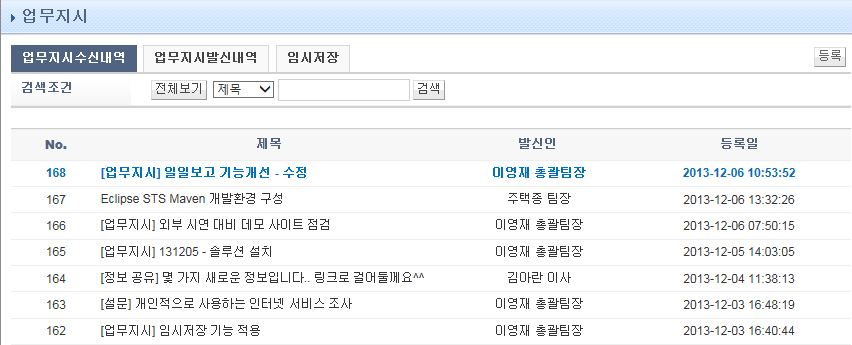 업무지시
업무지시수신내역 업무지시발신내역 임시저장 등록
검색조건 전체보기 제목 검색
No. 제목 발신인 등록일
168 [업무지시] 일일보고 기능개선 - 수정 이영재 총괄팀장 2013-12-06 10:53:52
167 Eclipse STS Maven 개발환경 구성 주택종 팀장 2013-12-06 13:32:26
166 [업무지시] 외부 시연 대비 데모 사이트 점검 이영재 총괄팀장 2013-12-06 07:50:15
165 [업무지시] 131205 - 솔루션 설치 이영재 총괄팀장 2013-12-05 14:03:05
164 [정보 공유] 몇 가지 새로운 정보입니다.. 링크로 걸어둘께요^^ 김아란 이사 2013-12-04 11:38:13
163 [설문] 개인적으로 사용하는 인터넷 서비스 조사 이영재 총괄팀장 2013-12-03 16:48:19
162 [업무지시] 임시저장 기능 적용 이영재 총괄팀장 2013-12-03 16:40:44